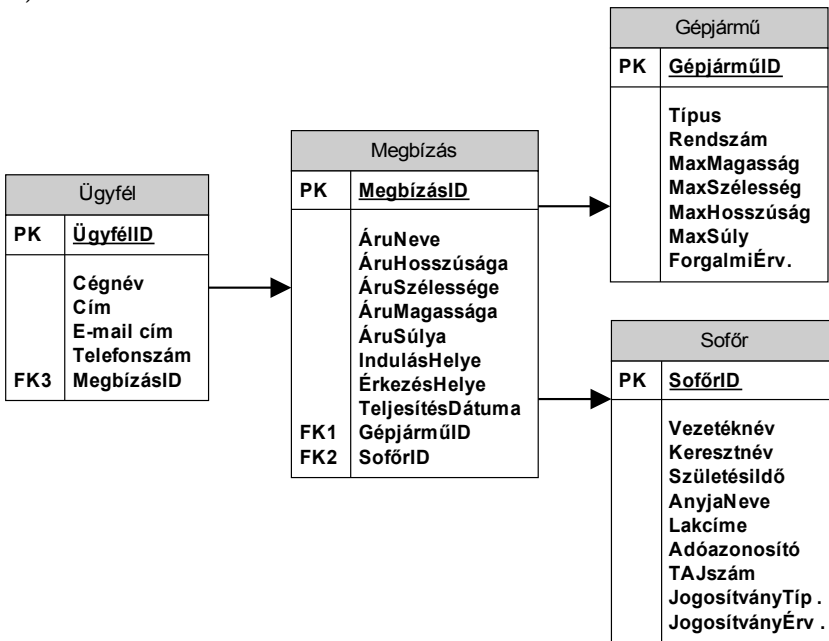 Ügyfél
PK ÜgyfélID
Cégnév
Cím
E-mail cím
Telefonszám
FK3 MegbízásID
Megbízás
PK MegbízásID
ÁruNeve
ÁruHosszúsága
ÁruSzélessége
ÁruMagassága
ÁruSúlya
IndulásHelye
ÉrkezésHelye
TeljesítésDátuma
FK1 GépjárműID
FK2 SofőrID
Gépjármű
PK GépjárműID
Típus
Rendszám
MaxMagasság
MaxSzélesség
MaxHosszúság
MaxSúly
ForgalmiÉrv.
Sofőr
PK SofőrID
Vezetéknév
Keresztnév
SzületésiIdő
AnyjaNeve
Lakcíme
Adóazonosító
TAJszám
JogosítványTíp .
JogosítványÉrv .